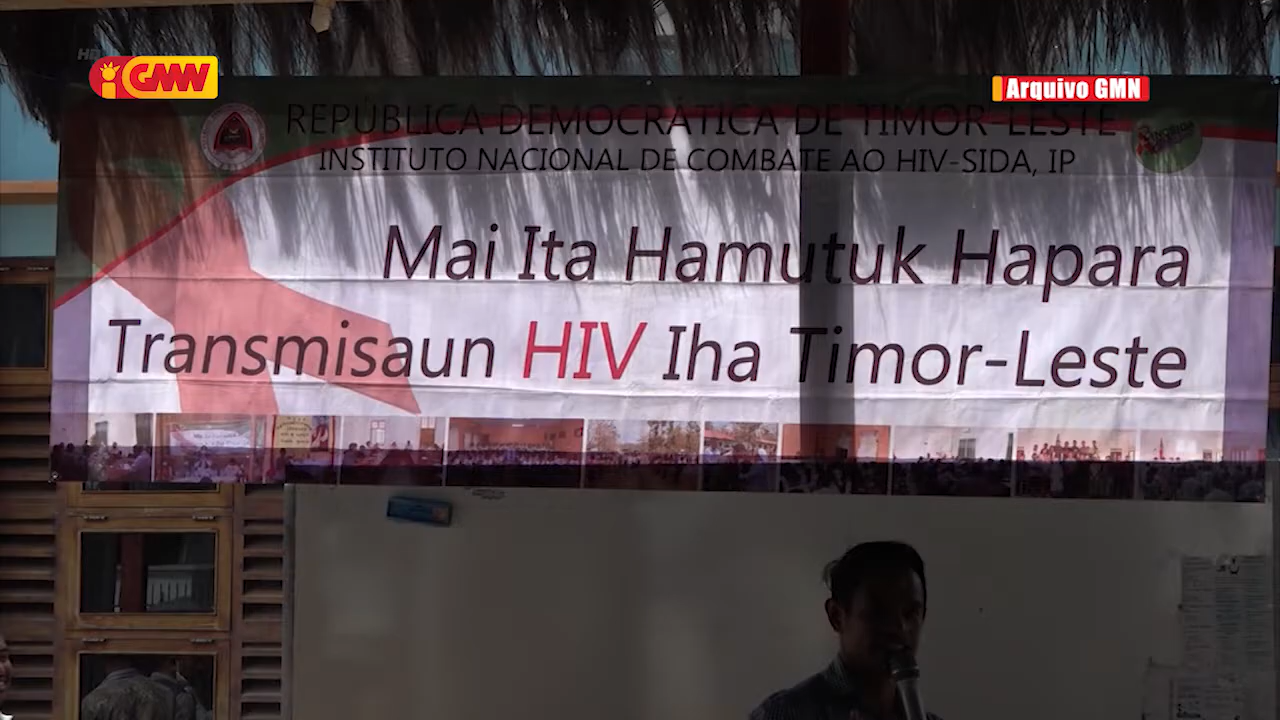 GMN
Arquivo GMN
REPÚBLICA DEMOCRÁTICA DE TIMOR-LESTE
INSTITUTO NACIONAL DE COMBATE AO HIV-SIDA, IP
Mai Ita Hamutuk Hapara
Transmisaun HIV Iha Timor-Leste